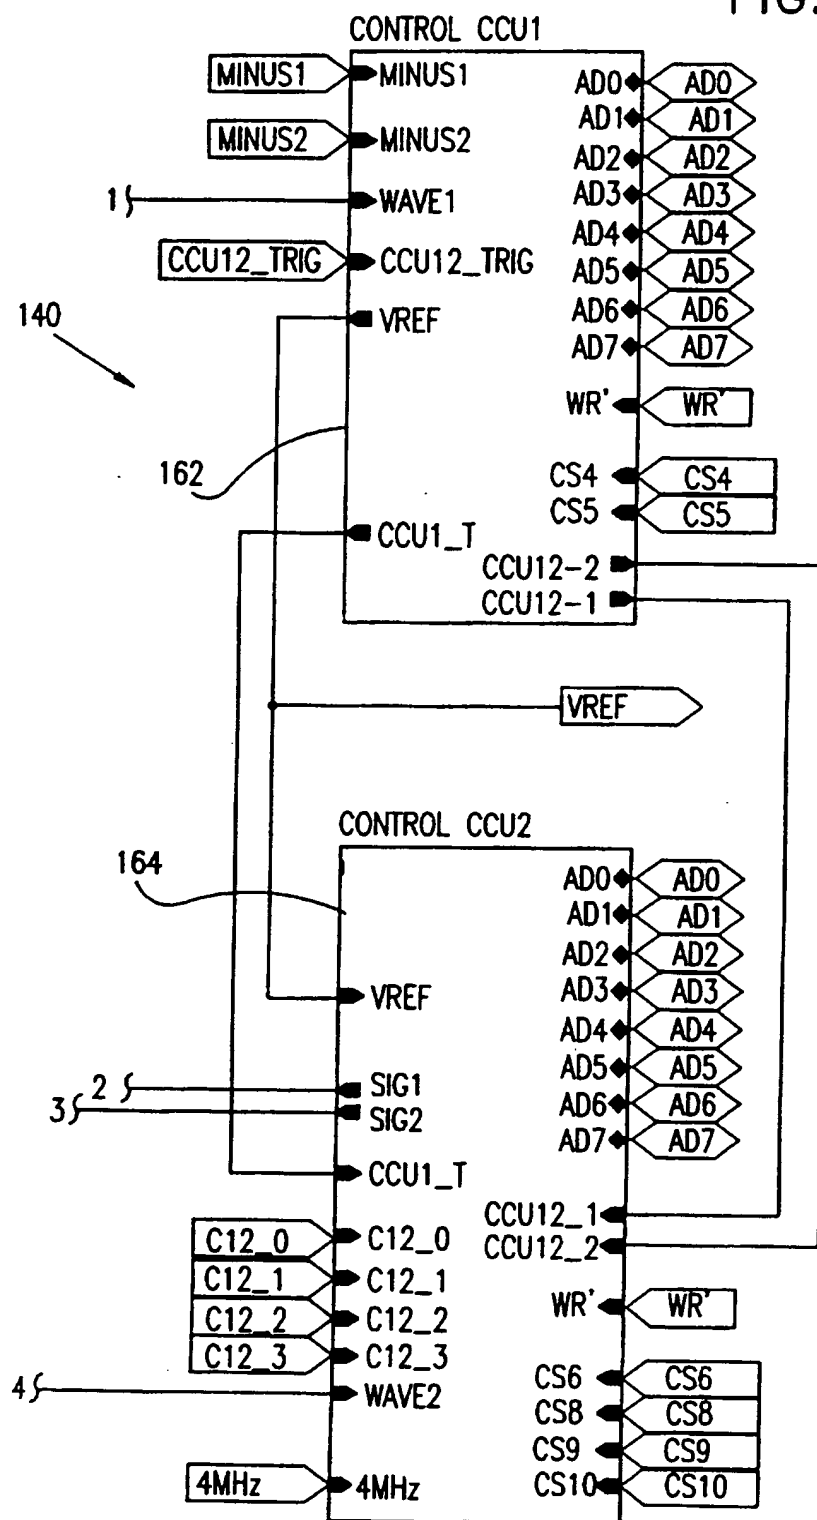 FIG.
CONTROL CCU1
MINUS1 MINUS1 AD0 AD0
AD1 AD1
MINUS2 MINUS2 AD2 AD2
1 WAVE1 AD3 AD3
AD4 AD4
CCU12_TRIG CCU12_TRIG AD5 AD5
140 VREF AD6 AD6
AD7 AD7
WR' WR'
162 CS4 CS4
CS5 CS5
CCU1_T
CCU12-2
CCU12-1
VREF
CONTROL CCU2
164 AD0 AD0
AD1 AD1
AD2 AD2
VREF AD3 AD3
AD4 AD4
AD5 AD5
2 SIG1
3 SIG2 AD6 AD6
AD7 AD7
CCU1_T
CCU12_1
C12_0 C12_0 CCU12_2
C12_1 C12_1
C12_2 C12_2 WR' WR'
C12_3 C12_3
4 WAVE2 CS6 CS6
CS8 CS8
CS9 CS9
4MHz 4MHz CS10 CS10